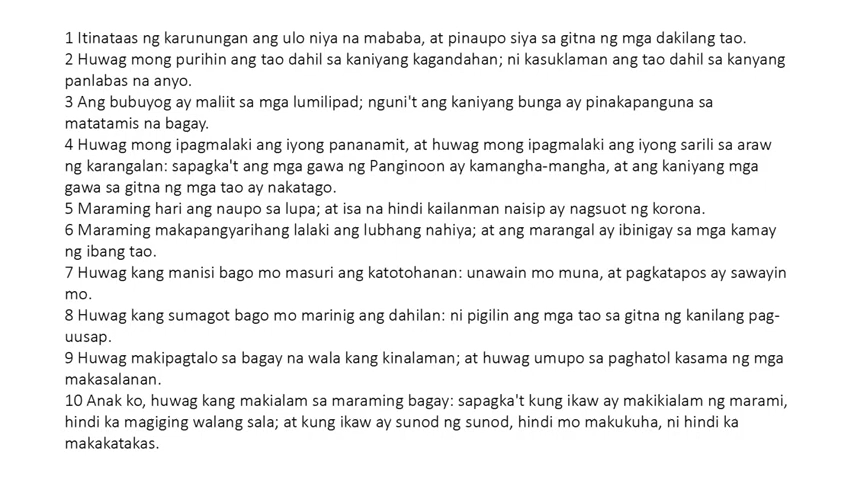 1 Itinataas ng karunungan ang ulo niya na mababa, at pinaupo siya sa gitna ng mga dakilang tao.
2 Huwag mong purihin ang tao dahil sa kaniyang kagandahan; ni kasuklaman ang tao dahil sa kanyang
panlabas na anyo.
3 Ang bubuyog ay maliit sa mga lumilipad; nguni't ang kaniyang bunga ay pinakapanguna sa
matatamis na bagay.
4 Huwag mong ipagmalaki ang iyong pananamit, at huwag mong ipagmalaki ang iyong sarili sa araw
ng karangalan: sapagka't ang mga gawa ng Panginoon ay kamangha-mangha, at ang kaniyang mga
gawa sa gitna ng mga tao ay nakatago.
5 Maraming hari ang naupo sa lupa; at isa na hindi kailanman naisip ay nagsuot ng korona.
6 Maraming makapangyarihang lalaki ang lubhang nahiya; at ang marangal ay ibinigay sa mga kamay
ng ibang tao.
7 Huwag kang manisi bago mo masuri ang katotohanan: unawain mo muna, at pagkatapos ay sawayin
mo.
8 Huwag kang sumagot bago mo marinig ang dahilan: ni pigilin ang mga tao sa gitna ng kanilang pag-
uusap.
9 Huwag makipagtalo sa bagay na wala kang kinalaman; at huwag umupo sa paghatol kasama ng mga
makasalanan.
10 Anak ko, huwag kang makialam sa maraming bagay: sapagka't kung ikaw ay makikialam ng marami,
hindi ka magiging walang sala; at kung ikaw ay sunod ng sunod, hindi mo makukuha, ni hindi ka
makakatakas.